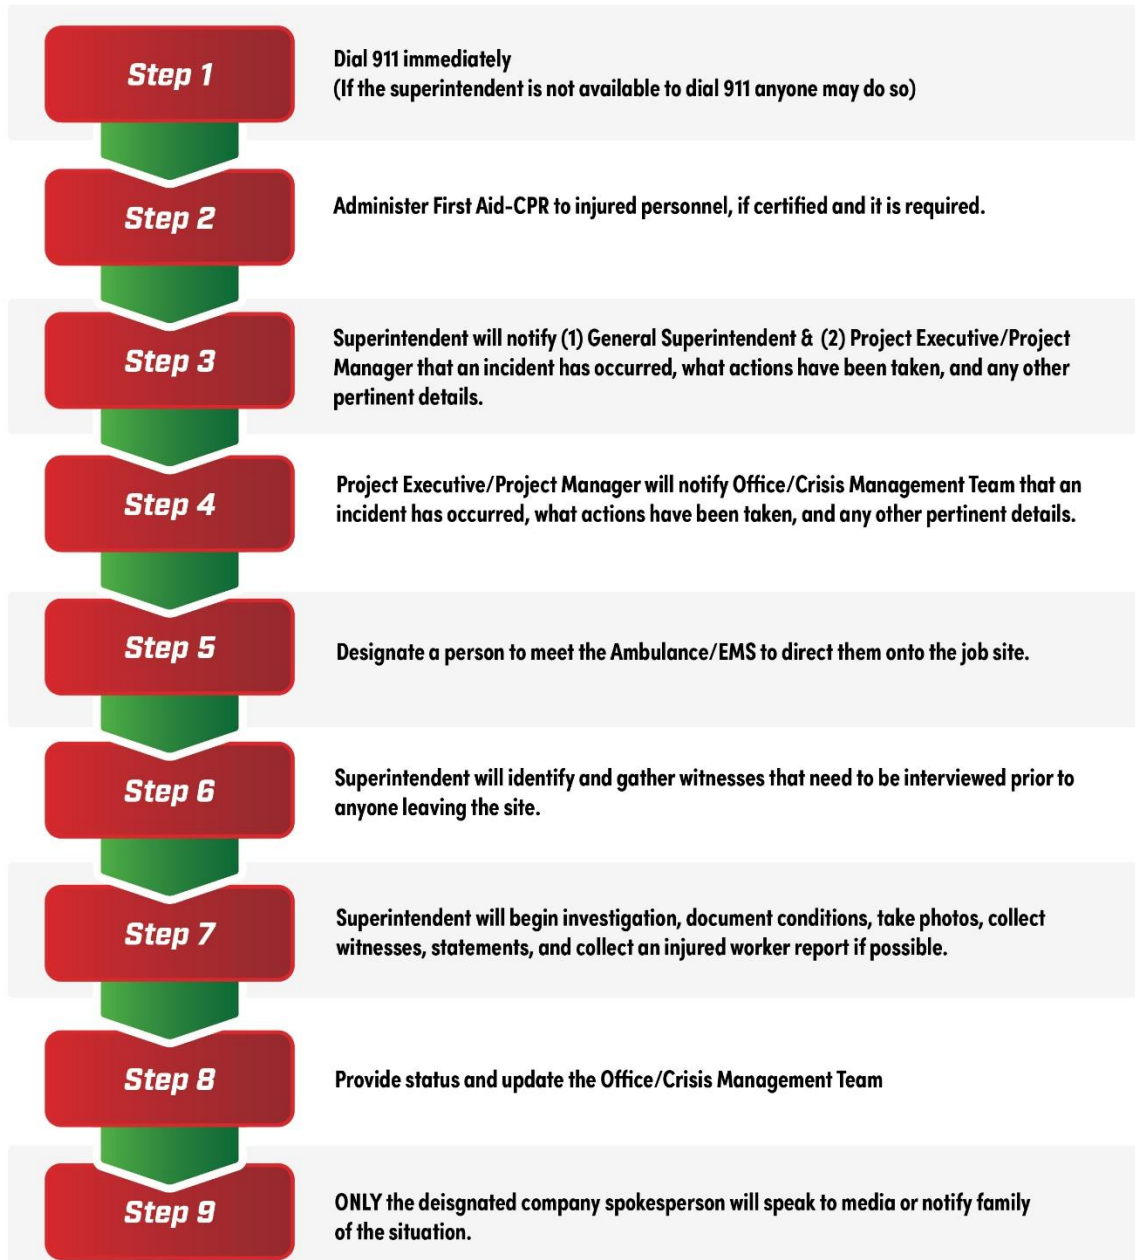 Step 1
Dial 911 immediately
(If the superintendent is not available to dial 911 anyone may do so)
Step 2
Administer First Aid-CPR to injured personnel, if certified and it is required.
Step 3
Superintendent will notify (1) General Superintendent & (2) Project Executive/Project
Manager that an incident has occurred, what actions have been taken, and any other
pertinent details.
Step 4
Project Executive/Project Manager will notify Office/Crisis Management Team that an
incident has occurred, what actions have been taken, and any other pertinent details.
Step 5
Designate a person to meet the Ambulance/EMS to direct them onto the job site.
Step 6
Superintendent will identify and gather witnesses that need to be interviewed prior to
anyone leaving the site.
Step 7
Superintendent will begin investigation, document conditions, take photos, collect
witnesses, statements, and collect an injured worker report if possible.
Step 8
Provide status and update the Office/Crisis Management Team
Step 9
ONLY the deisgnated company spokesperson will speak to media or notify family
of the situation.